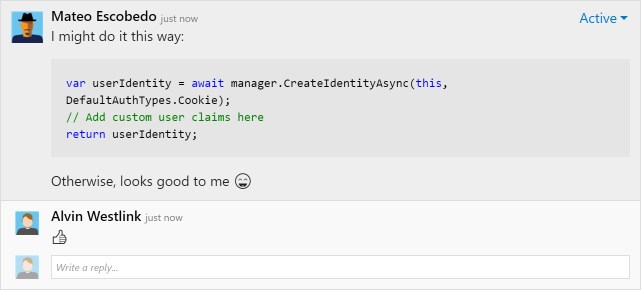 Mateo Escobedo just now
Active
I might do it this way:
var userIdentity = await manager.CreateIdentityAsync(this,
DefaultAuthTypes.Cookie);
// Add custom user claims here
return userIdentity;
Otherwise, looks good to me 😄
Alvin Westlink just now
👍
Write a reply...